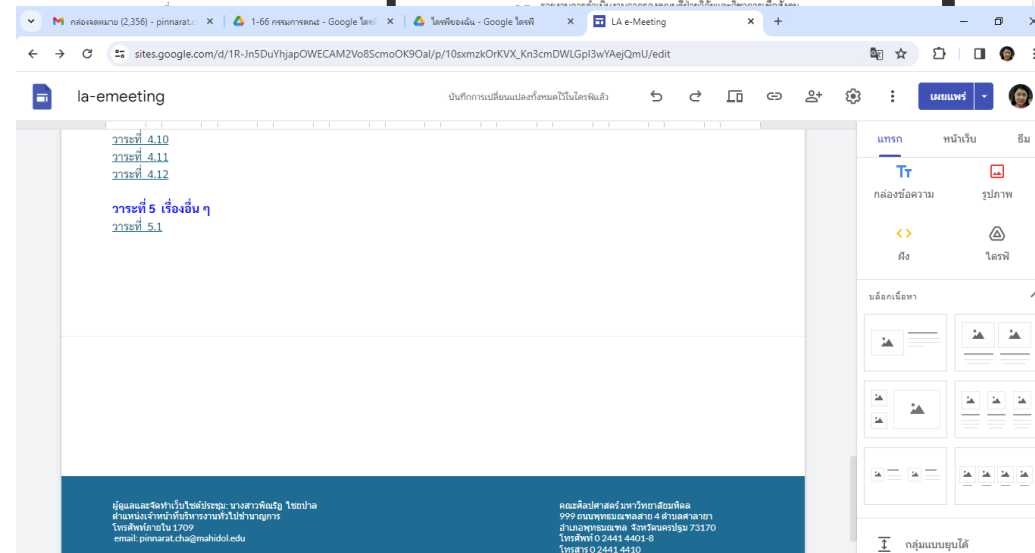 กล่องจดหมาย (2,356) - pinnarat.c
1-66 กรรมการคณะ - Google ไดรฟ์
ไดรฟ์ของฉัน - Google ไดรฟ์
LA e-Meeting
sites.google.com/d/1R-Jn5DuYhjapOWECAM2Vo8ScmoOK9Oal/p/10sxmzkOrKVX_Kn3cmDWLGpI3wYAejQmU/edit
la-emeeting
บันทึกการเปลี่ยนแปลงทั้งหมดไว้ในไดรฟ์แล้ว
เผยแพร่
วาระที่ 4.10
วาระที่ 4.11
วาระที่ 4.12
วาระที่ 5 เรื่องอื่น ๆ
วาระที่ 5.1
แทรก
หน้าเว็บ
ธีม
Tт
กล่องข้อความ
รูปภาพ
ฝัง
ไดรฟ์
บล็อกเนื้อหา
กลุ่มแบบยุบได้
ผู้ดูแลและจัดทำเว็บไซต์ประชุม: นางสาวพิณรัฏ ไชยปาล
ตำแหน่งเจ้าหน้าที่บริหารงานทั่วไปชำนาญการ
โทรศัพท์ภายใน 1709
email: pinnarat.cha@mahidol.edu
คณะศิลปศาสตร์ มหาวิทยาลัยมหิดล
999 ถนนพุทธมณฑลสาย 4 ตำบลศาลายา
อำเภอพุทธมณฑล จังหวัดนครปฐม 73170
โทรศัพท์ 0 2441 4401-8
โทรสาร 0 2441 4410